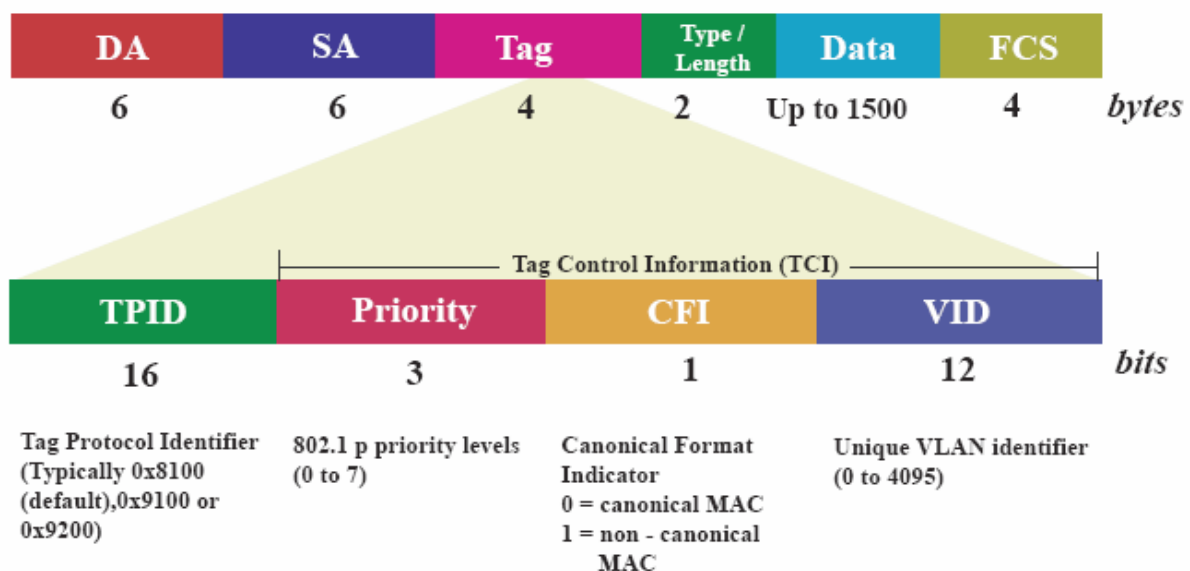 DA
SA
Tag
Type /
Length
Data
FCS
6
6
4
2
Up to 1500
4
bytes
Tag Control Information (TCI)
TPID
Priority
CFI
VID
16
3
1
12
bits
Tag Protocol Identifier
(Typically 0x8100
(default),0x9100 or
0x9200)
802.1 p priority levels
(0 to 7)
Canonical Format
Indicator
0 = canonical MAC
1 = non - canonical
MAC
Unique VLAN identifier
(0 to 4095)